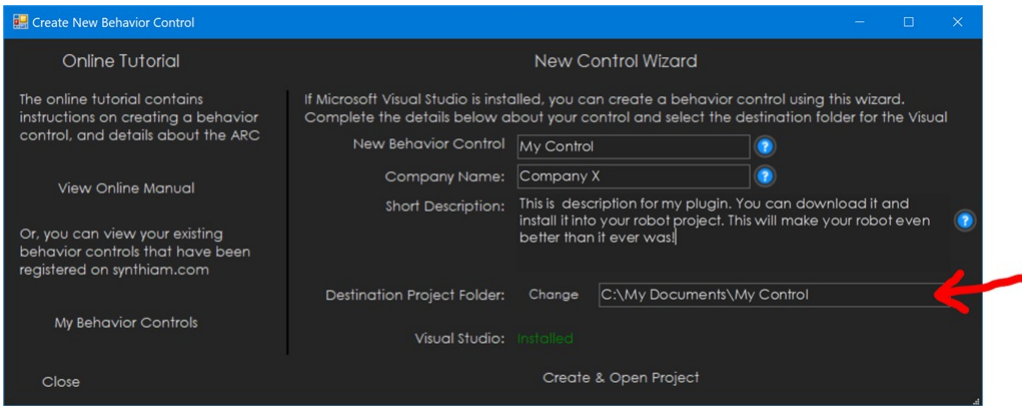 Create New Behavior Control
Online Tutorial
The online tutorial contains
instructions on creating a behavior
control, and details about the ARC
View Online Manual
Or, you can view your existing
behavior controls that have been
registered on synthiam.com
My Behavior Controls
Close
New Control Wizard
If Microsoft Visual Studio is installed, you can create a behavior control using this wizard.
Complete the details below about your control and select the destination folder for the Visual
New Behavior Control My Control ?
Company Name: Company X ?
Short Description: This is description for my plugin. You can download it and
install it into your robot project. This will make your robot even
better than it ever was! ?
Destination Project Folder: Change C:\My Documents\My Control
Visual Studio: Installed
Create & Open Project